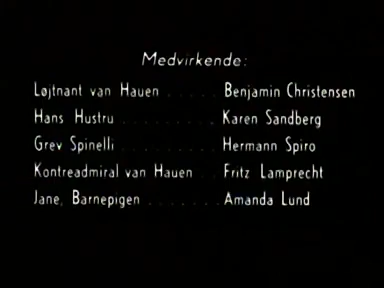 Medvirkende:
Løjtnant van Hauen . . . . . Benjamin Christensen
Hans Hustru . . . . . . . . . Karen Sandberg
Grev Spinelli . . . . . . . . . Hermann Spiro
Kontreadmiral van Hauen . . Fritz Lamprecht
Jane, Barnepigen . . . . . . . Amanda Lund